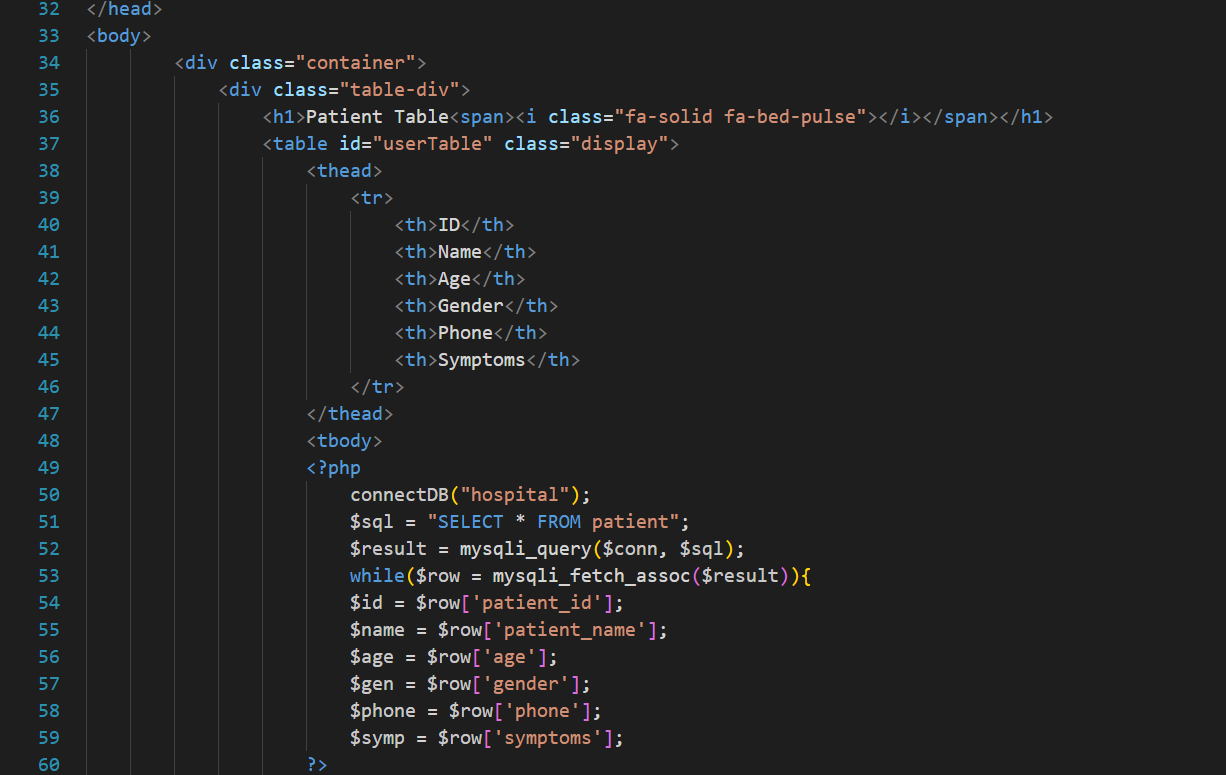 32 </head>
33 <body>
34 <div class="container">
35 <div class="table-div">
36 <h1>Patient Table<span><i class="fa-solid fa-bed-pulse"></i></span></h1>
37 <table id="userTable" class="display">
38 <thead>
39 <tr>
40 <th>ID</th>
41 <th>Name</th>
42 <th>Age</th>
43 <th>Gender</th>
44 <th>Phone</th>
45 <th>Symptoms</th>
46 </tr>
47 </thead>
48 <tbody>
49 <?php
50 connectDB("hospital");
51 $sql = "SELECT * FROM patient";
52 $result = mysqli_query($conn, $sql);
53 while($row = mysqli_fetch_assoc($result)){
54 $id = $row['patient_id'];
55 $name = $row['patient_name'];
56 $age = $row['age'];
57 $gen = $row['gender'];
58 $phone = $row['phone'];
59 $symp = $row['symptoms'];
60 ?>